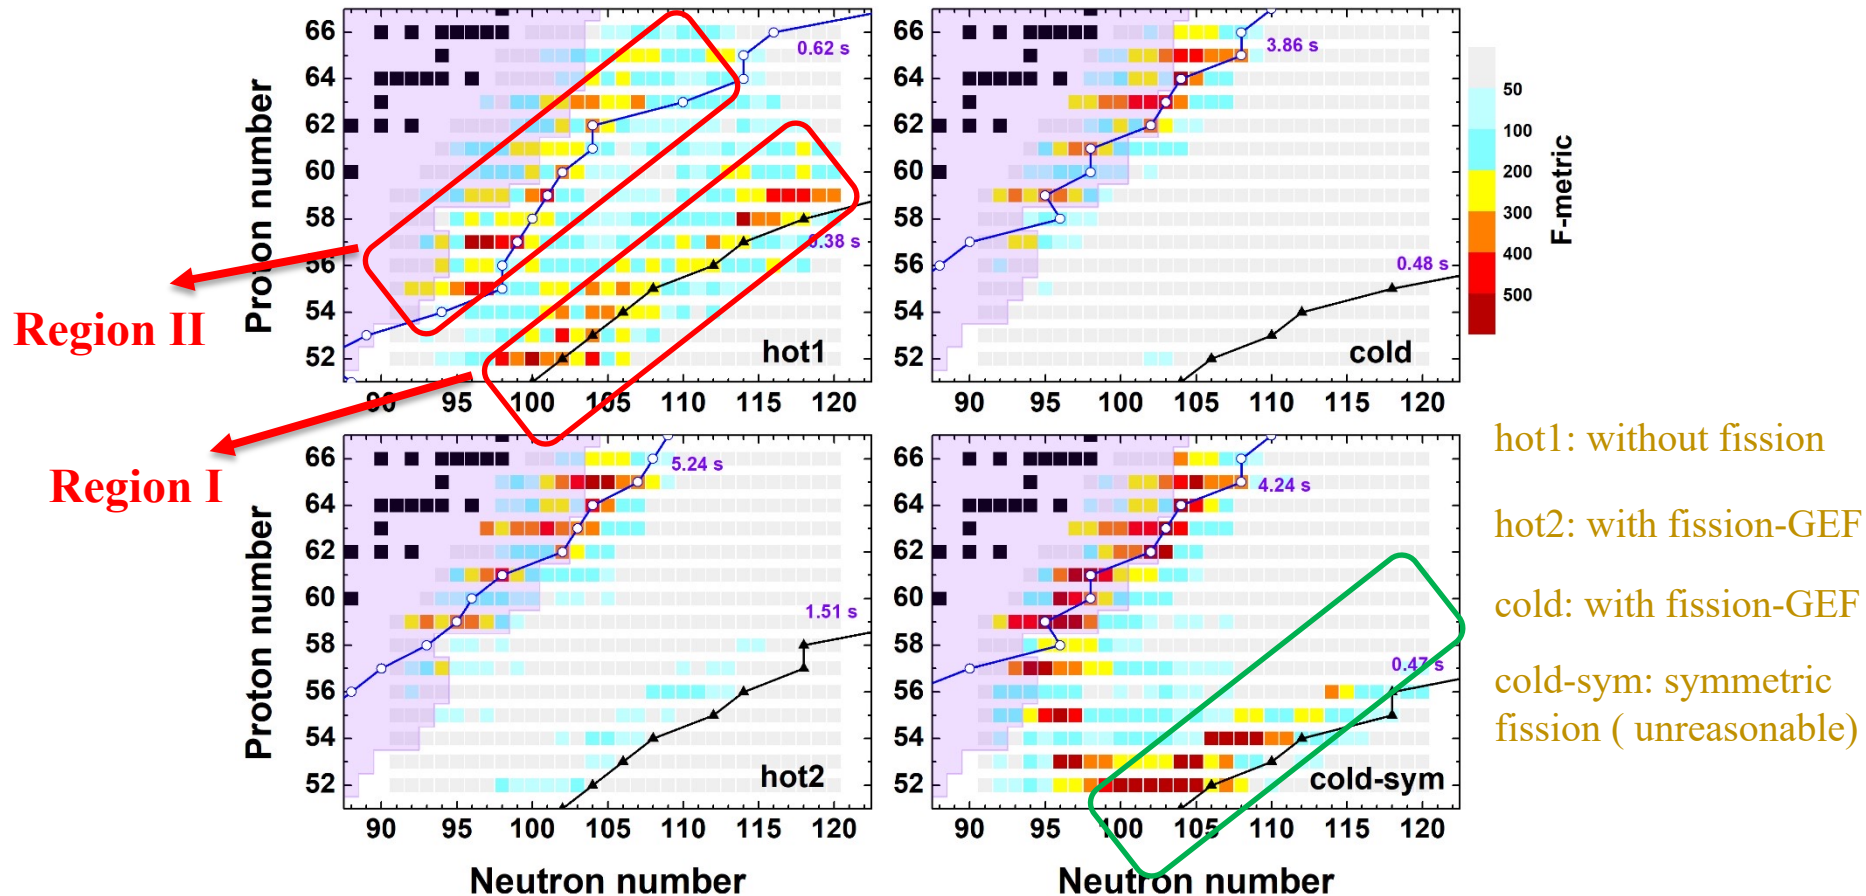 66
64
62
60
58
56
54
52
Proton number
0.62 s
0.38 s
hot1
90 95 100 105 110 115 120
66
64
62
60
58
56
54
52
3.86 s
0.48 s
cold
90 95 100 105 110 115 120
50
100
200
300
400
500
F-metric
Region II
Region I
66
64
62
60
58
56
54
52
Proton number
5.24 s
1.51 s
hot2
90 95 100 105 110 115 120
Neutron number
66
64
62
60
58
56
54
52
4.24 s
0.47 s
cold-sym
90 95 100 105 110 115 120
Neutron number
hot1: without fission
hot2: with fission-GEF
cold: with fission-GEF
cold-sym: symmetric
fission ( unreasonable)